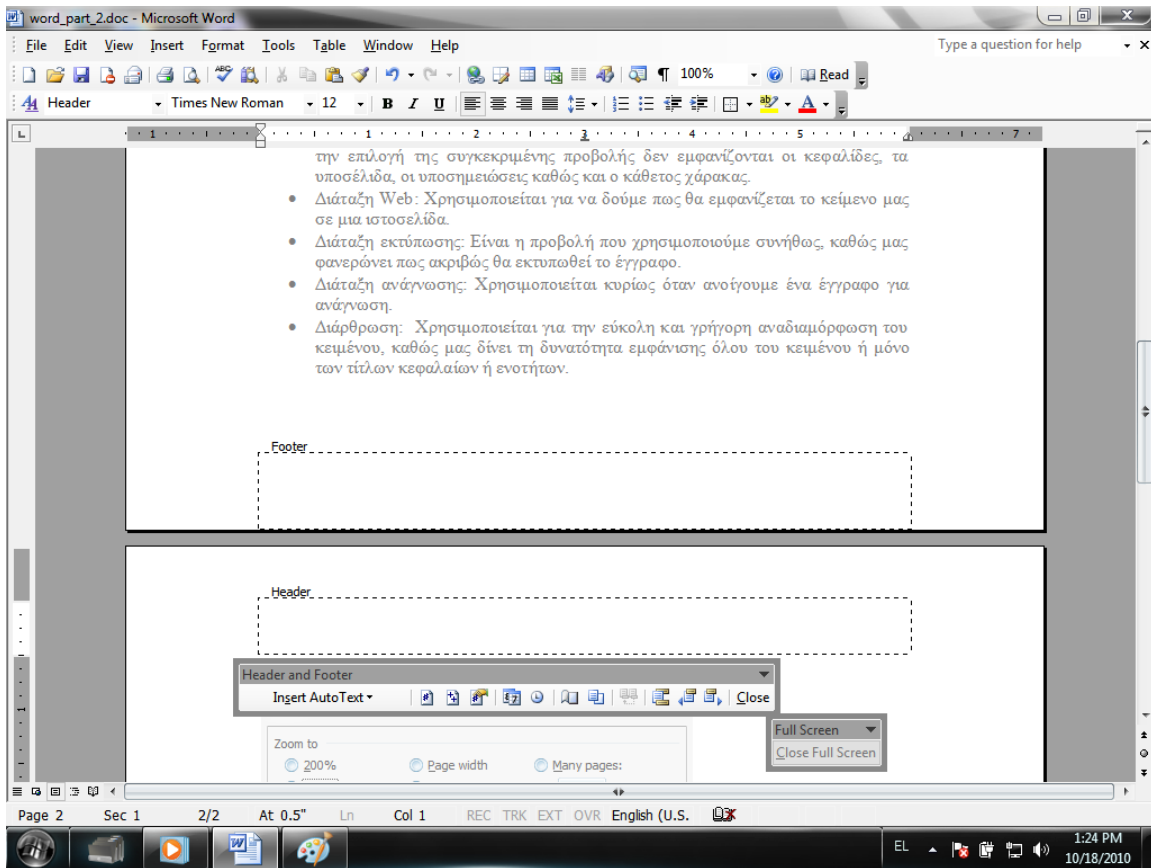 word_part_2.doc - Microsoft Word
File Edit View Insert Format Tools Table Window Help Type a question for help
100% Read
Header Times New Roman 12 B I U
1 1 2 3 4 5 7
την επιλογή της συγκεκριμένης προβολής δεν εμφανίζονται οι κεφαλίδες, τα
υποσέλιδα, οι υποσημειώσεις καθώς και ο κάθετος χάρακας.
• Διάταξη Web: Χρησιμοποιείται για να δούμε πως θα εμφανίζεται το κείμενο μας
σε μια ιστοσελίδα.
• Διάταξη εκτύπωσης: Είναι η προβολή που χρησιμοποιούμε συνήθως, καθώς μας
φανερώνει πως ακριβώς θα εκτυπωθεί το έγγραφο.
• Διάταξη ανάγνωσης: Χρησιμοποιείται κυρίως όταν ανοίγουμε ένα έγγραφο για
ανάγνωση.
• Διάρθρωση: Χρησιμοποιείται για την εύκολη και γρήγορη αναδιαμόρφωση του
κειμένου, καθώς μας δίνει τη δυνατότητα εμφάνισης όλου του κειμένου ή μόνο
των τίτλων κεφαλαίων ή ενοτήτων.
Footer
Header
Header and Footer
Insert AutoText Close
Full Screen
Close Full Screen
Zoom to
200% Page width Many pages:
Page 2 Sec 1 2/2 At 0.5" Ln Col 1 REC TRK EXT OVR English (U.S.
EL 1:24 PM
10/18/2010